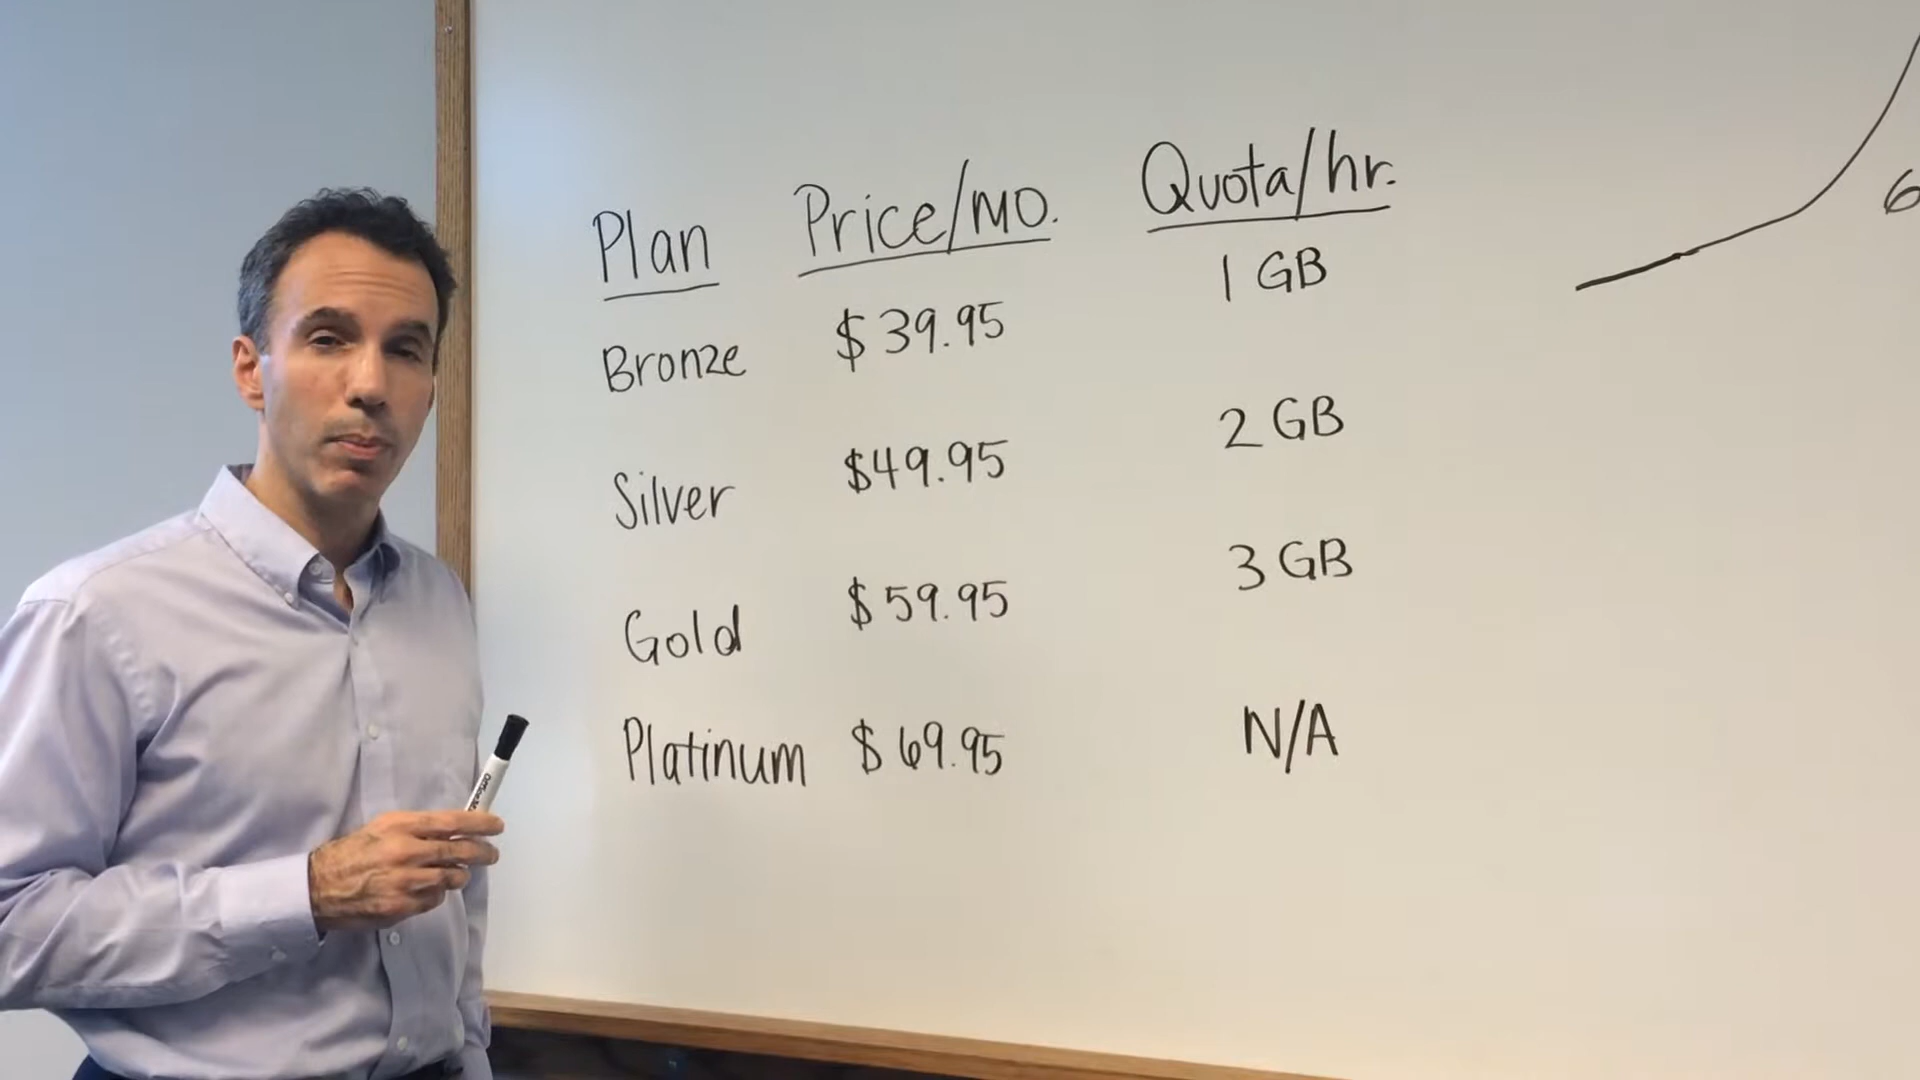 Plan Price/mo. Quota/hr.
Bronze $39.95 1 GB
Silver $49.95 2 GB
Gold $59.95 3 GB
Platinum $69.95 N/A
6